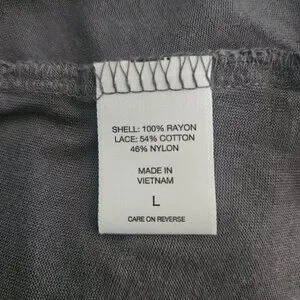 SHELL: 100% RAYON
LACE: 54% COTTON
46% NYLON
MADE IN
VIETNAM
L
CARE ON REVERSE